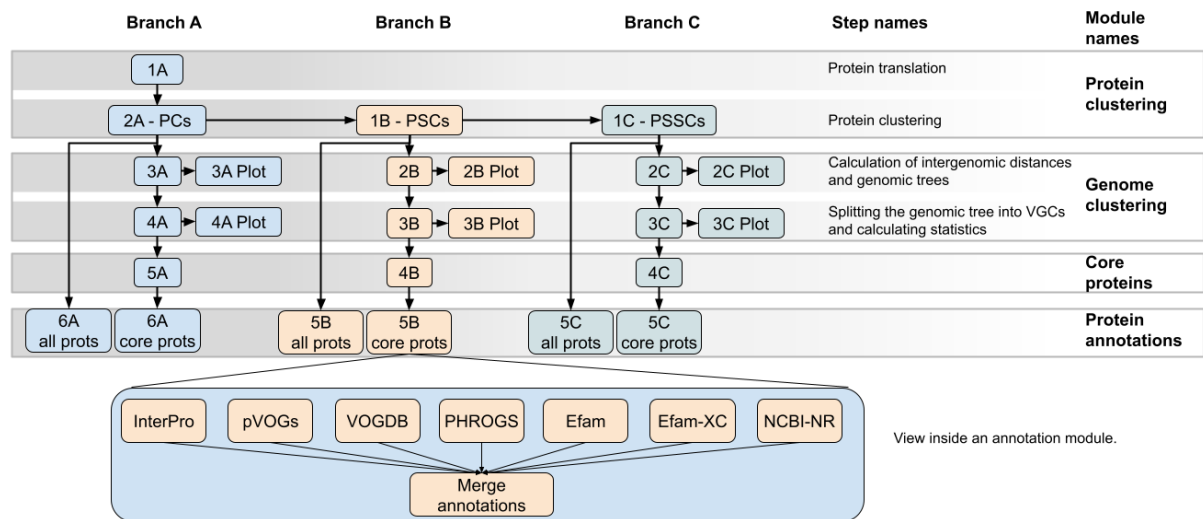 Branch A Branch B Branch C Step names Module
names
1A Protein translation
Protein
clustering
2A - PCs 1B - PSCs 1C - PSSCs Protein clustering
3A 3A Plot 2B 2B Plot 2C 2C Plot Calculation of intergenomic distances
and genomic trees
Genome
clustering
4A 4A Plot 3B 3B Plot 3C 3C Plot Splitting the genomic tree into VGCs
and calculating statistics
5A 4B 4C Core
proteins
6A 6A 5B 5B 5C 5C Protein
all prots core prots all prots core prots all prots core prots annotations
InterPro pVOGs VOGDB PHROGS Efam Efam-XC NCBI-NR
View inside an annotation module.
Merge
annotations